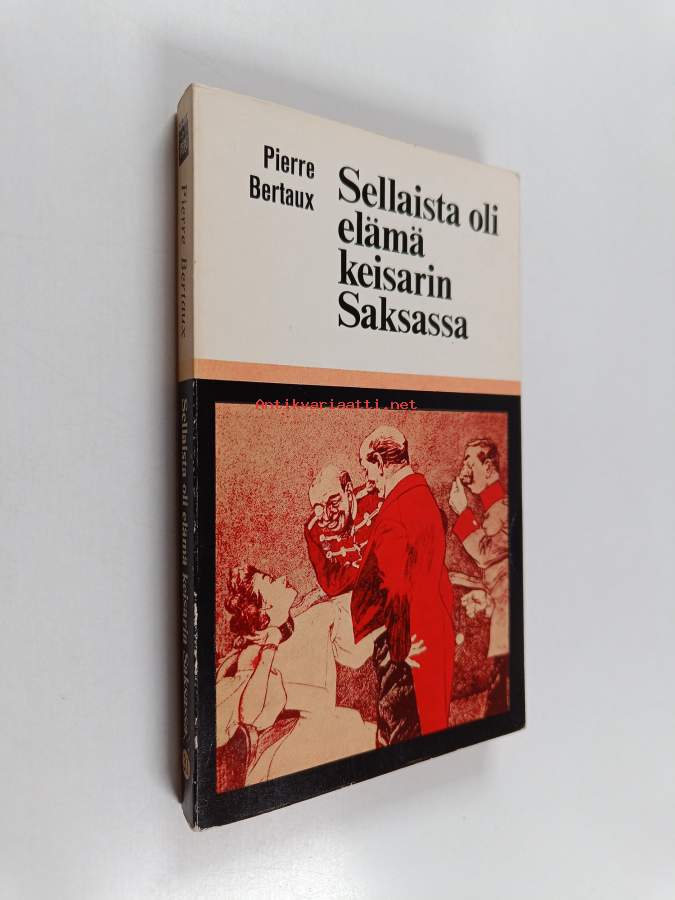 Pierre
Bertaux
Sellaista oli
elämä
keisarin
Saksassa
Antikvariaatti.net
Pierre Bertaux
Sellaista oli elämä keisarin Saksassa